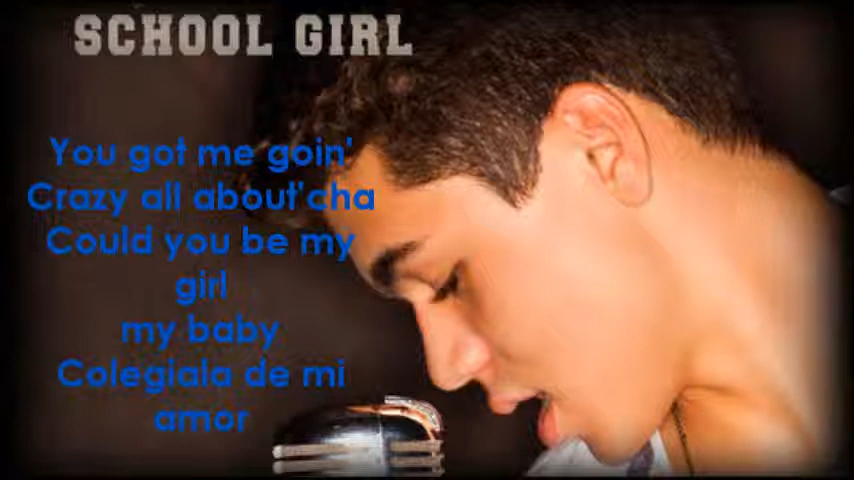 SCHOOL GIRL
You got me goin'
Crazy all about'cha
Could you be my
girl
my baby
Colegiala de mi
amor